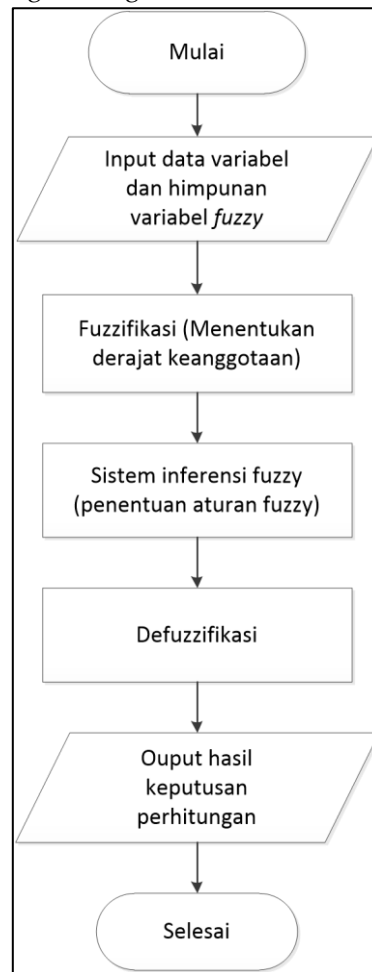 Mulai
Input data variabel
dan himpunan
variabel fuzzy
Fuzzifikasi (Menentukan
derajat keanggotaan)
Sistem inferensi fuzzy
(penentuan aturan fuzzy)
Defuzzifikasi
Ouput hasil
keputusan
perhitungan
Selesai